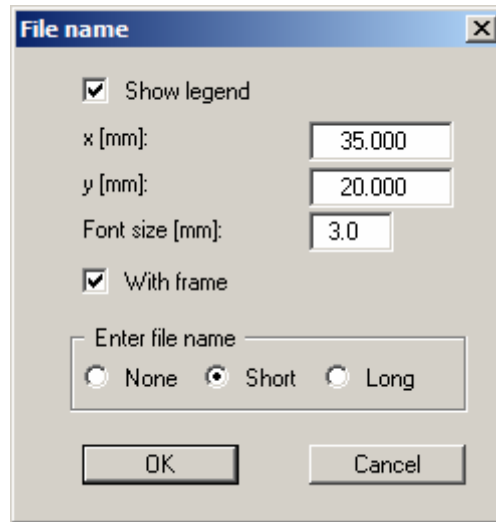 File name
Show legend
x [mm]: 35.000
y [mm]: 20.000
Font size [mm]: 3.0
With frame
Enter file name
None Short Long
OK Cancel